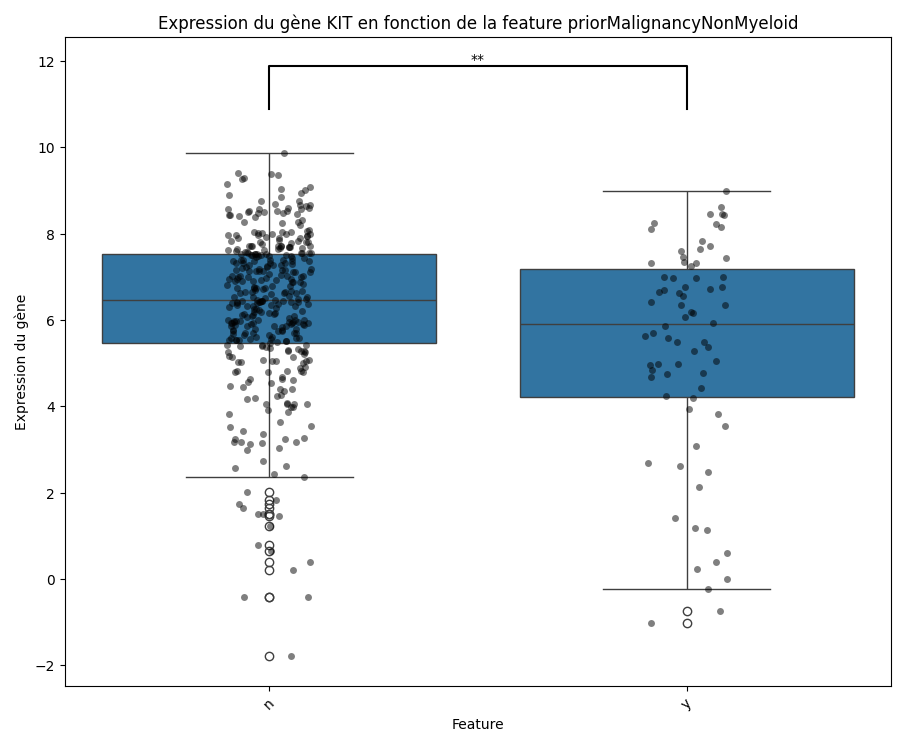 Expression du gène KIT en fonction de la feature priorMalignancyNonMyeloid
**
12
10
8
6
4
2
0
−2
Expression du gène
n
y
Feature